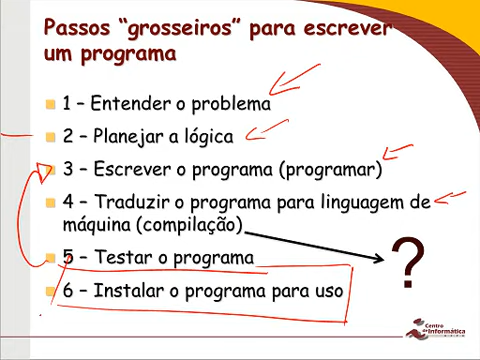 Passos “grosseiros” para escrever
um programa
1 – Entender o problema
2 – Planejar a lógica
3 – Escrever o programa (programar)
4 – Traduzir o programa para linguagem de
máquina (compilação)
5 – Testar o programa
6 – Instalar o programa para uso
?
Centro
de Informática